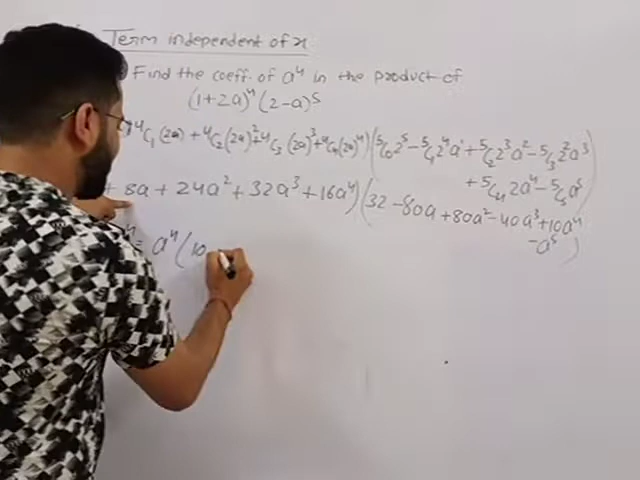 Term independent of x
Find the coeff. of a⁴ in the product of
(1+2a)⁴ (2-a)⁵
⁴C₁(2a) + ⁴C₂(2a)² + ⁴C₃(2a)³ + ⁴C₄(2a)⁴) (⁵C₀2⁵ - ⁵C₁2⁴a¹ + ⁵C₂2³a² - ⁵C₃2²a³
+ ⁵C₄2a⁴ - ⁵C₅a⁵)
+ 8a + 24a² + 32a³ + 16a⁴) (32 - 80a + 80a² - 40a³ + 10a⁴
- a⁵)
= a⁴ (10